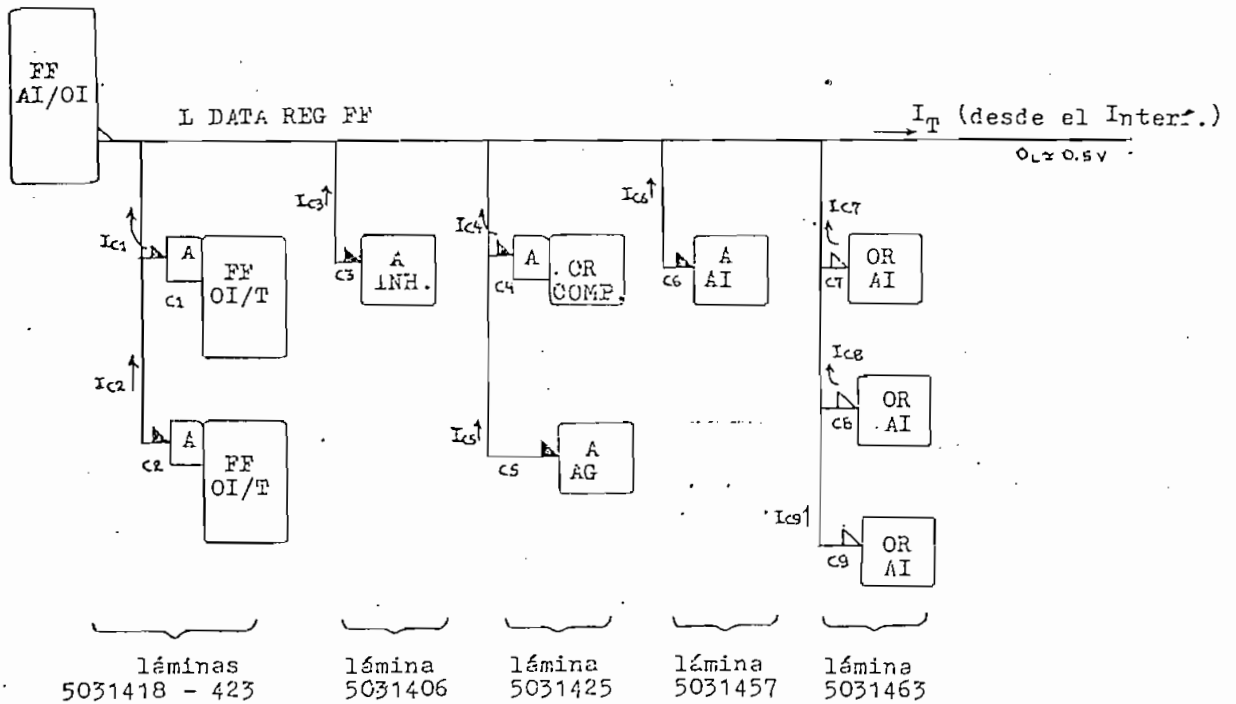 FF
AI/OI
L DATA REG FF
I_T (desde el Interf.)
O_L≈ 0.5V
I_C1
A
C1
FF
OI/T
I_C2
A
C2
FF
OI/T
I_C3
C3
A
INH.
I_C4
C4
A
OR
COMP.
I_C5
C5
A
AG
I_C6
C6
A
AI
I_C7
C7
OR
AI
I_C8
C8
OR
AI
I_C9
C9
OR
AI
láminas
5031418 - 423
lámina
5031406
lámina
5031425
lámina
5031457
lámina
5031463